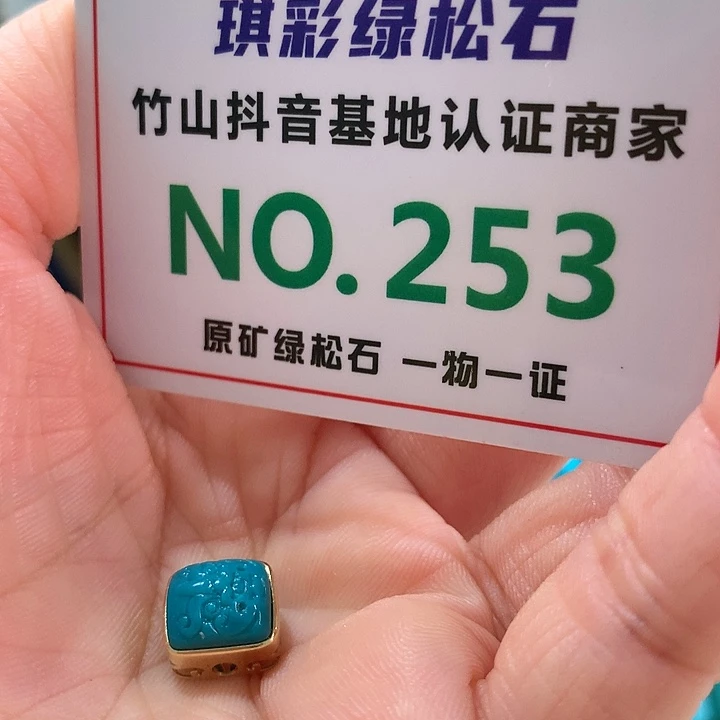 琪彩绿松石
竹山抖音基地认证商家
NO.253
原矿绿松石 一物一证